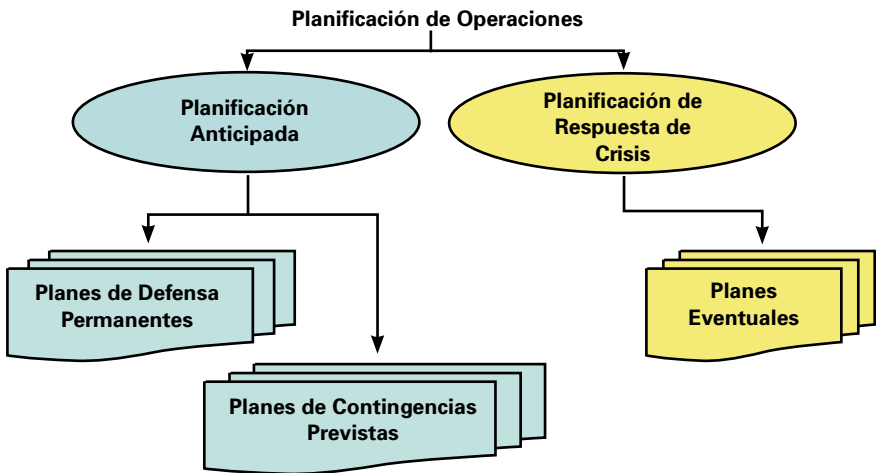 Planificación de Operaciones
Planificación
Anticipada
Planificación de
Respuesta de
Crisis
Planes de Defensa
Permanentes
Planes
Eventuales
Planes de Contingencias
Previstas